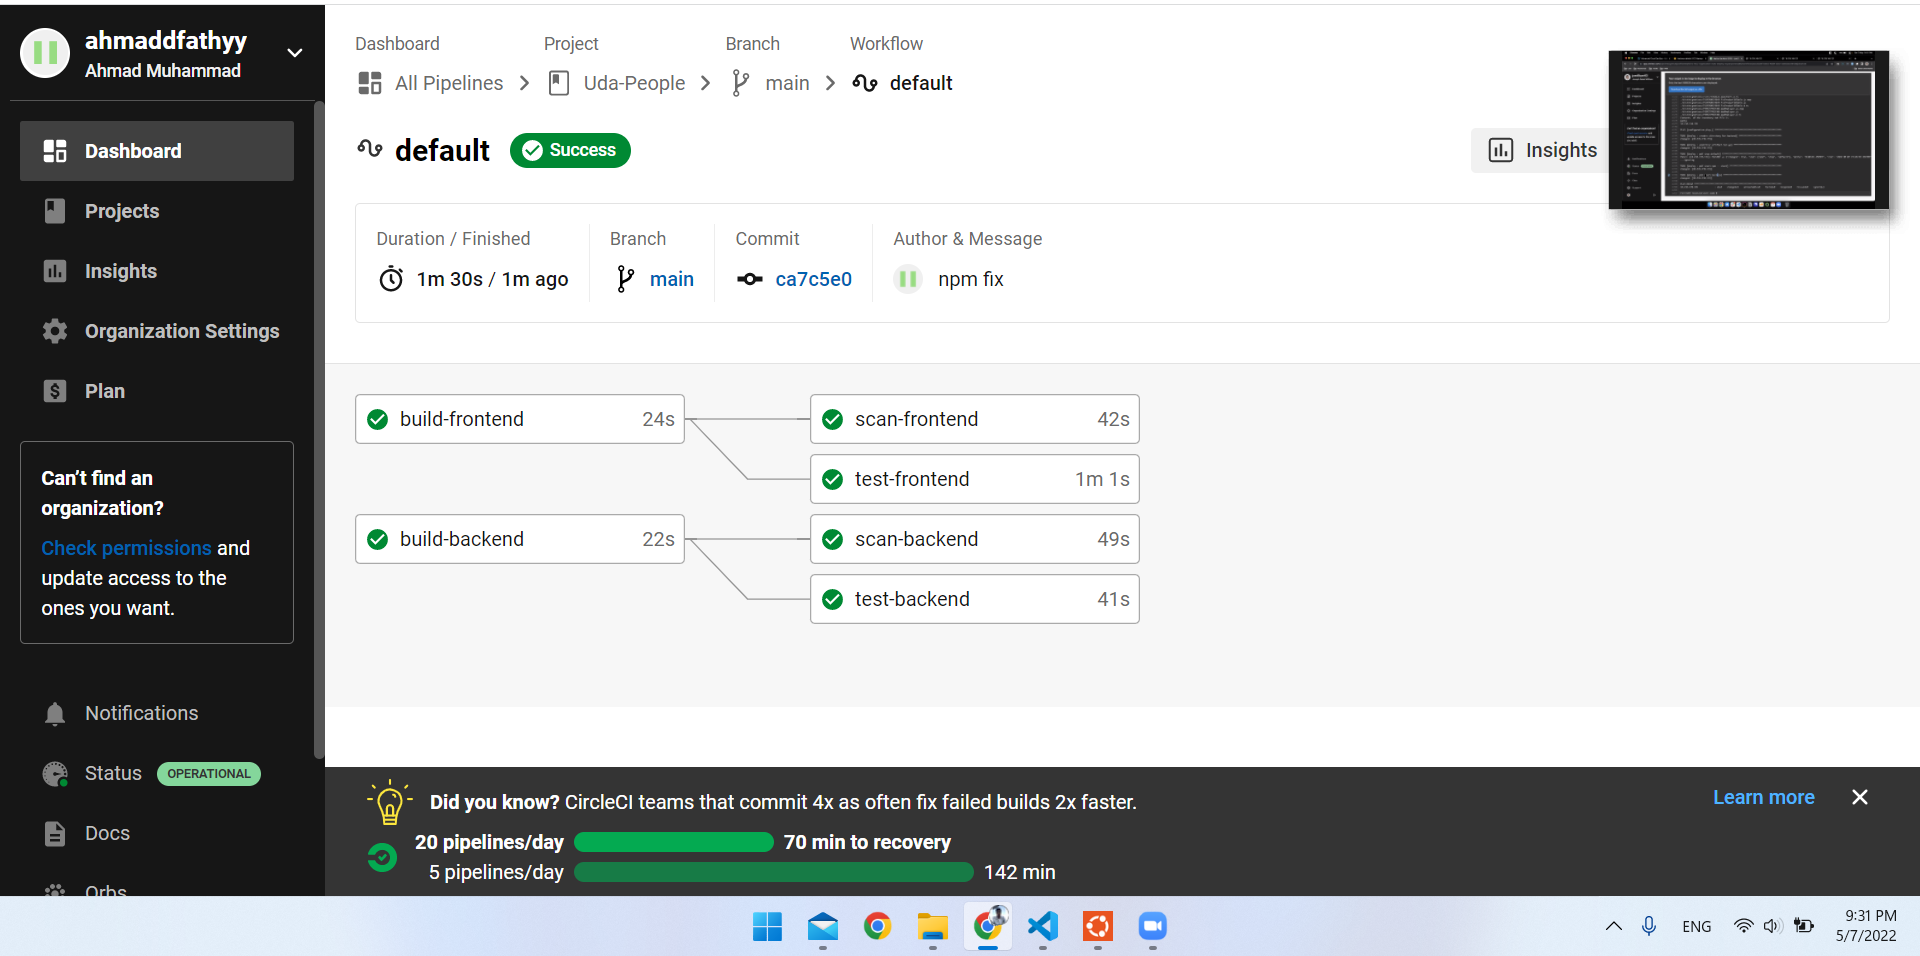 ahmaddfathyy
Ahmad Muhammad
Dashboard
Projects
Insights
Organization Settings
Plan
Can't find an
organization?
Check permissions and
update access to the
ones you want.
Notifications
Status OPERATIONAL
Docs
Orbs
Dashboard Project Branch Workflow
All Pipelines Uda-People main default
default Success
Insights
Duration / Finished Branch Commit Author & Message
1m 30s / 1m ago main ca7c5e0 npm fix
build-frontend 24s scan-frontend 42s
test-frontend 1m 1s
build-backend 22s scan-backend 49s
test-backend 41s
Did you know? CircleCI teams that commit 4x as often fix failed builds 2x faster.
Learn more
20 pipelines/day 70 min to recovery
5 pipelines/day 142 min
ENG
9:31 PM
5/7/2022